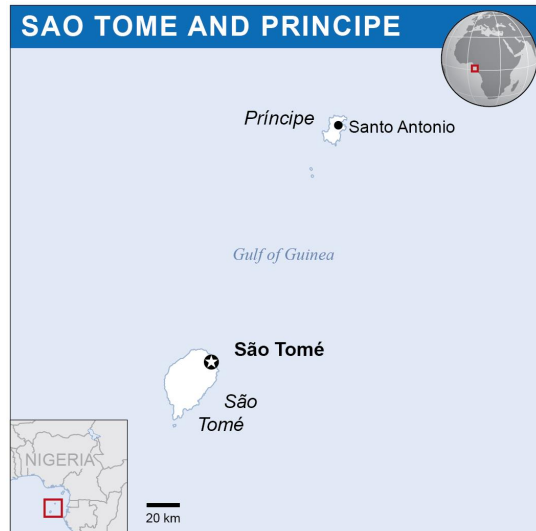 SAO TOME AND PRINCIPE
Príncipe
Santo Antonio
Gulf of Guinea
São Tomé
São
Tomé
NIGERIA
20 km